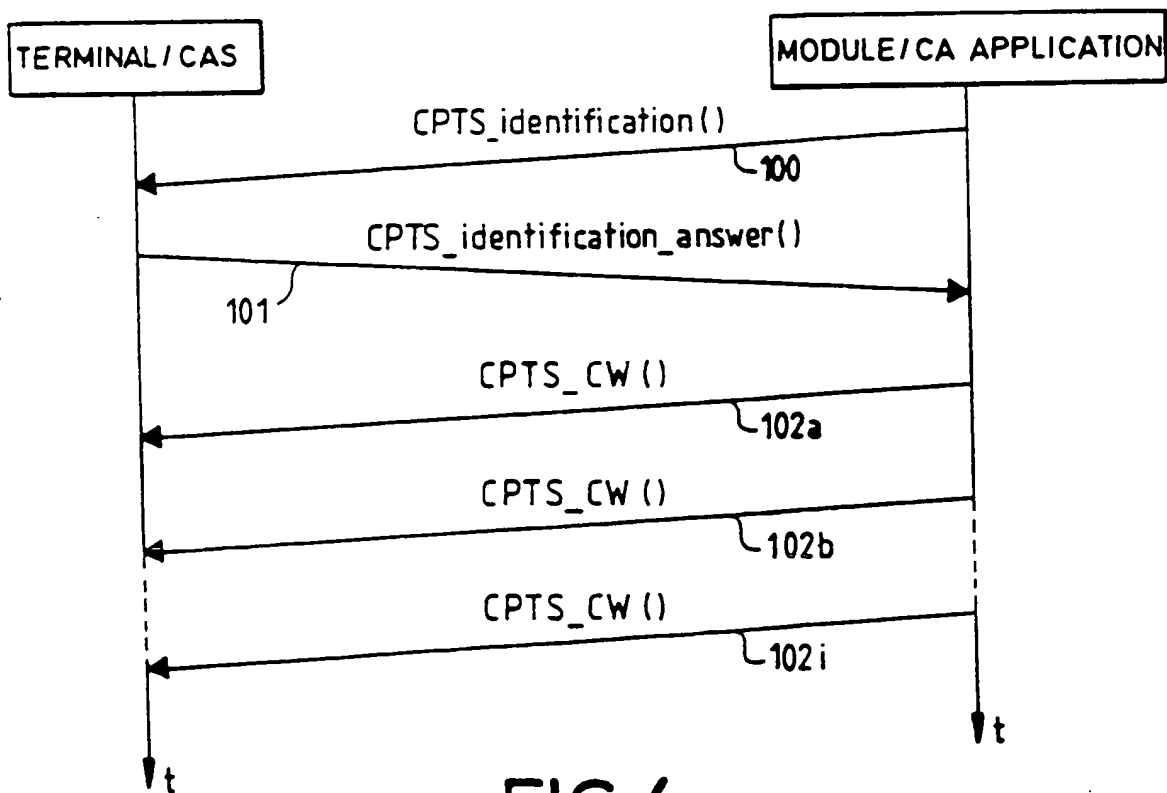 TERMINAL/CAS
MODULE/CA APPLICATION
CPTS_identification()
100
CPTS_identification_answer()
101
CPTS_CW()
102a
CPTS_CW()
102b
CPTS_CW()
102i
t
t